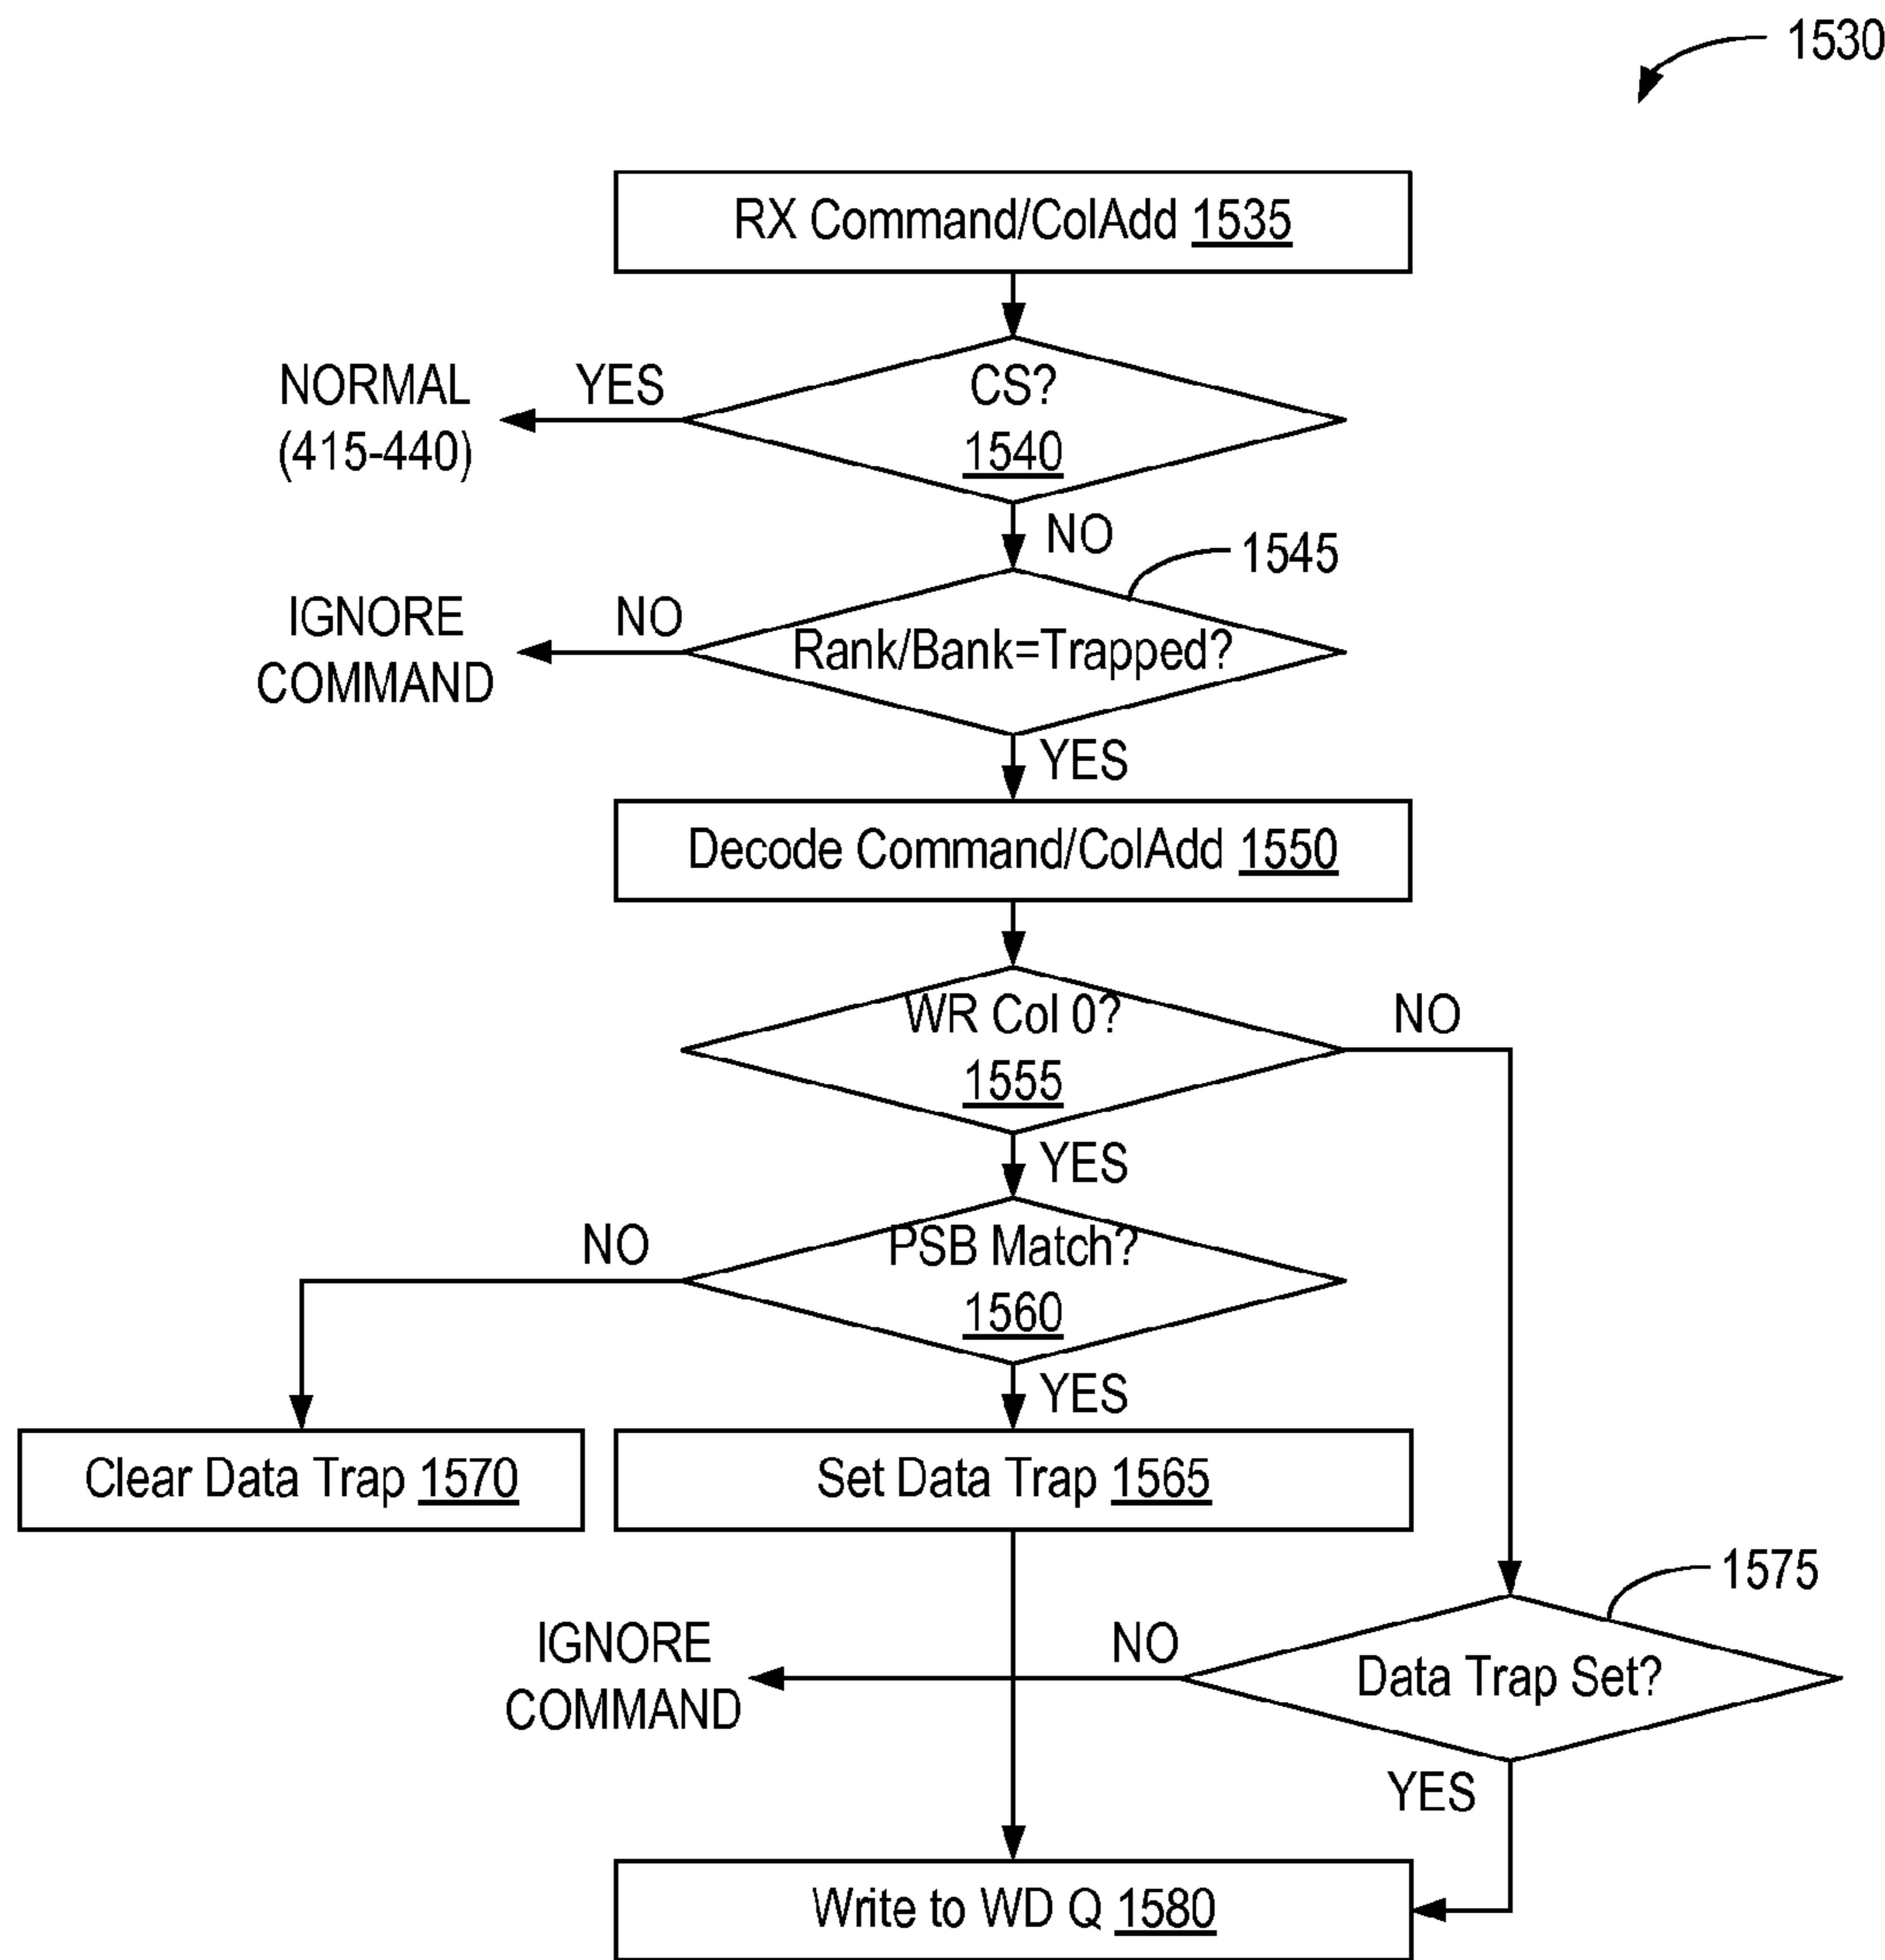 1530
RX Command/ColAdd 1535
CS?
1540
YES
NORMAL
(415-440)
NO
1545
Rank/Bank=Trapped?
NO
IGNORE
COMMAND
YES
Decode Command/ColAdd 1550
WR Col 0?
1555
NO
YES
PSB Match?
1560
NO
YES
Clear Data Trap 1570
Set Data Trap 1565
1575
Data Trap Set?
NO
IGNORE
COMMAND
YES
Write to WD Q 1580